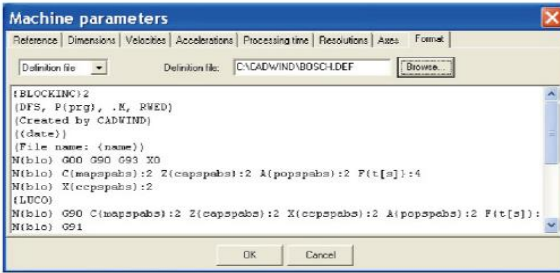 Machine parameters
Reference Dimensions Velocities Accelerations Processing time Resolutions Axes Format
Definition file Definition file: C:\CADWIND\BOSCH.DEF Browse...
{BLOCKINC}2
(DFS, P{prg}, .M, RWED)
(Created by CADWIND)
({date})
(File name: {name})
N{blo} G00 G90 G93 X0
N{blo} C{mapspabs}:2 Z{capspabs}:2 A{popspabs}:2 F{t[s]}:4
N{blo} X{ccpspabs}:2
{LUCO}
N{blo} G90 C{mapspabs}:2 Z{capspabs}:2 X{ccpspabs}:2 A{popspabs}:2 F{t[s]}:
N{blo} G91
OK Cancel